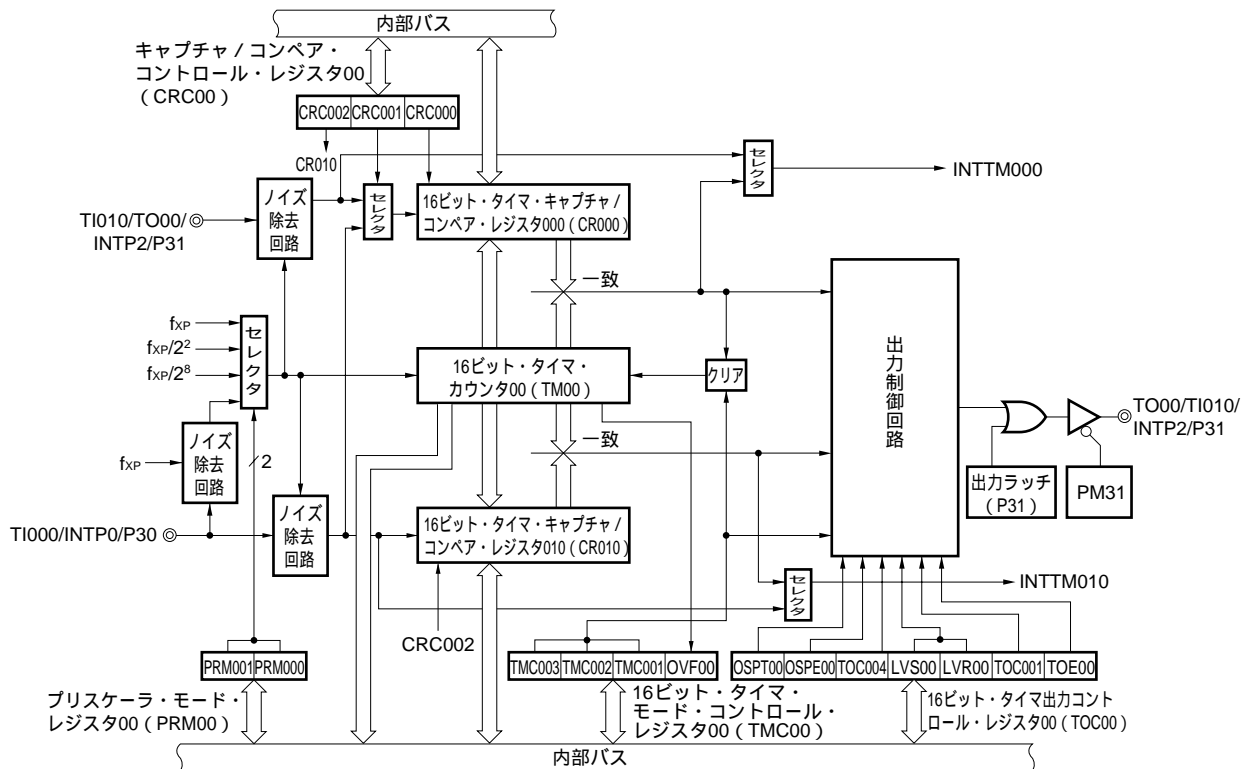 内部バス
キャプチャ / コンペア・
コントロール・レジスタ00
（CRC00）
CRC002 CRC001 CRC000
CR010
TI010/TO00/
INTP2/P31
ノイズ
除去
回路
セレクタ
16ビット・タイマ・キャプチャ /
コンペア・レジスタ000（CR000）
セレクタ
INTTM000
一致
fXP
fXP/2²
fXP/2⁸
セレクタ
16ビット・タイマ・
カウンタ00（TM00）
クリア
出力制御回路
TO00/TI010/
INTP2/P31
出力ラッチ
（P31）
PM31
fXP
ノイズ
除去
回路
2
一致
TI000/INTP0/P30
ノイズ
除去
回路
16ビット・タイマ・キャプチャ /
コンペア・レジスタ010（CR010）
CRC002
セレクタ
INTTM010
PRM001 PRM000
プリスケーラ・モード・
レジスタ00（PRM00）
TMC003 TMC002 TMC001 OVF00
16ビット・タイマ・
モード・コントロール・
レジスタ00（TMC00）
OSPT00 OSPE00 TOC004 LVS00 LVR00 TOC001 TOE00
16ビット・タイマ出力コント
ロール・レジスタ00（TOC00）
内部バス